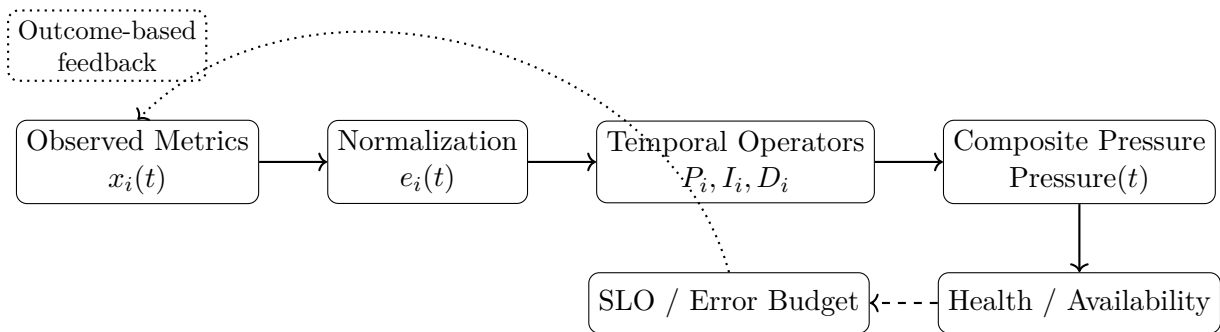 Outcome-based
feedback
Observed Metrics
x_i(t)
Normalization
e_i(t)
Temporal Operators
P_i, I_i, D_i
Composite Pressure
Pressure(t)
SLO / Error Budget
Health / Availability